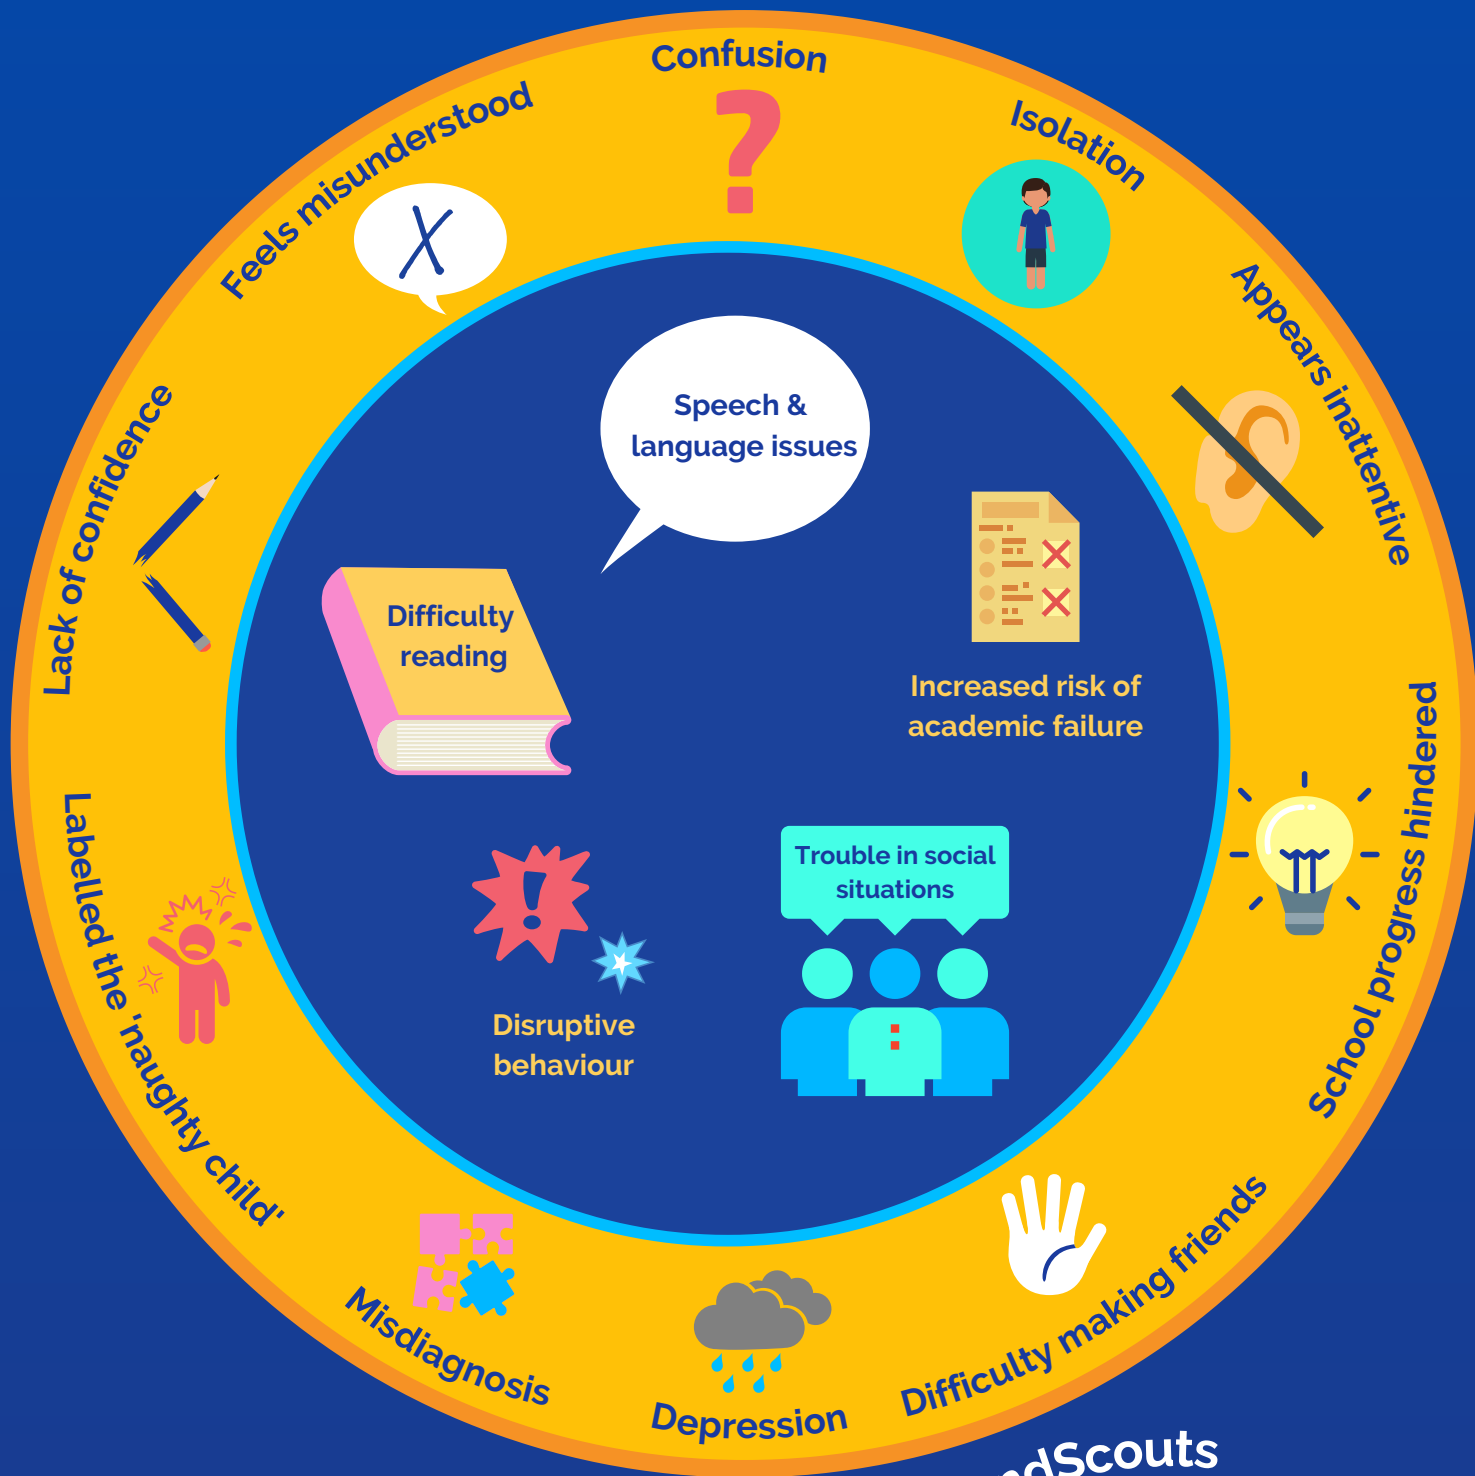 Confusion
Isolation
Appears inattentive
School progress hindered
Difficulty making friends
Depression
Misdiagnosis
Labelled the 'naughty child'
Lack of confidence
Feels misunderstood
Speech &
language issues
Difficulty
reading
Increased risk of
academic failure
Disruptive
behaviour
Trouble in social
situations